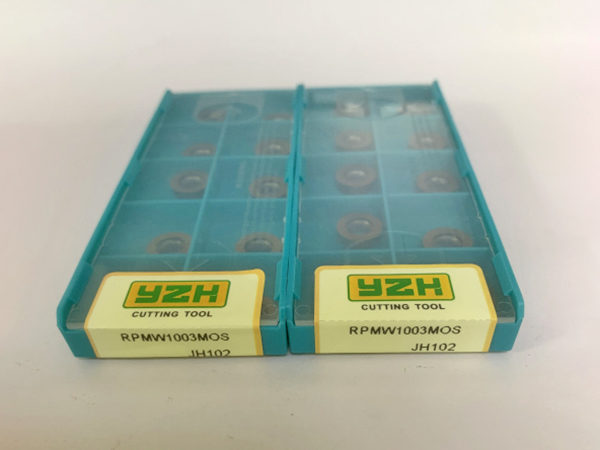 YZH
CUTTING TOOL
RPMW1003MOS
JH102
YZH
CUTTING TOOL
RPMW1003MOS
JH102